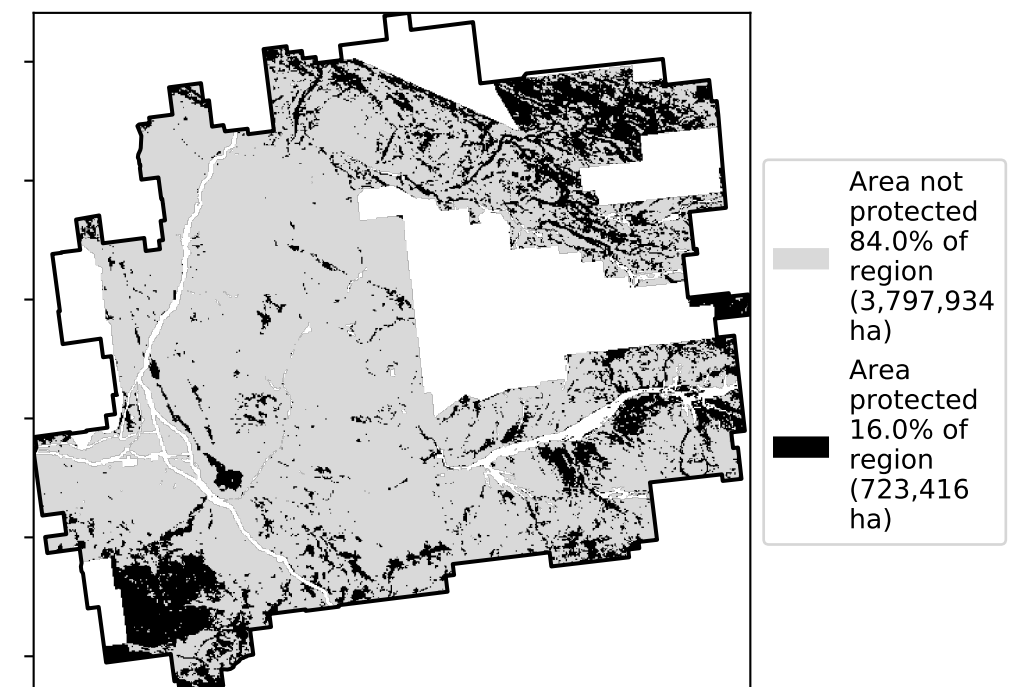 Area not
protected
84.0% of
region
(3,797,934
ha)
Area
protected
16.0% of
region
(723,416
ha)